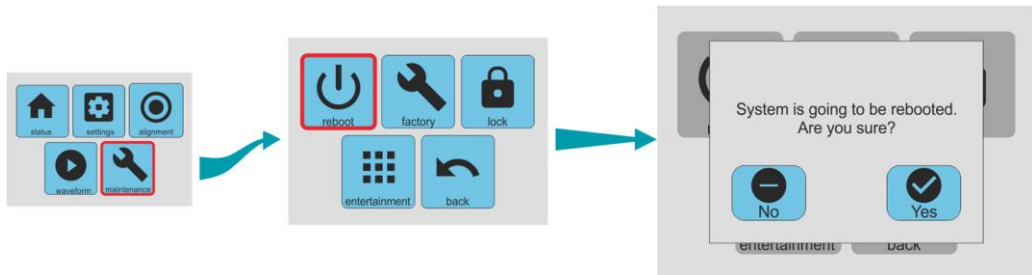 status
settings
alignment
waveform
maintenance
reboot
factory
lock
entertainment
back
System is going to be rebooted.
Are you sure?
No
Yes
entertainment
back